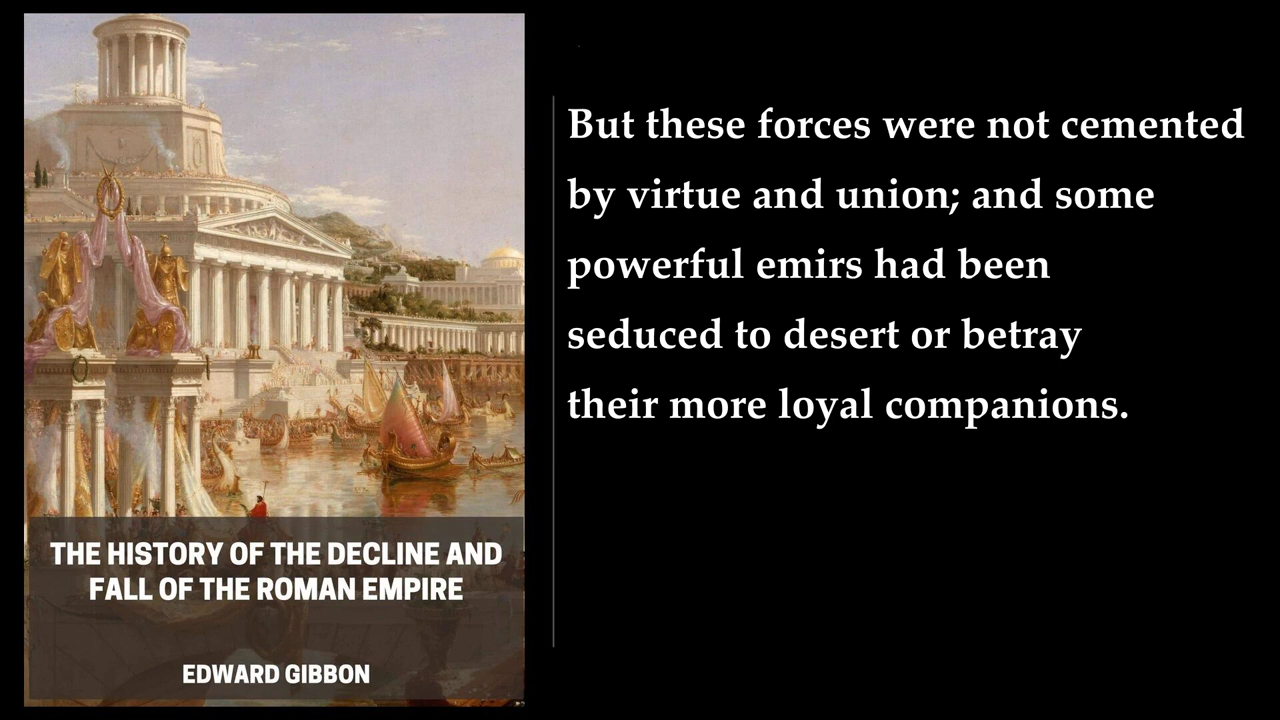 But these forces were not cemented
by virtue and union; and some
powerful emirs had been
seduced to desert or betray
their more loyal companions.
THE HISTORY OF THE DECLINE AND
FALL OF THE ROMAN EMPIRE
EDWARD GIBBON